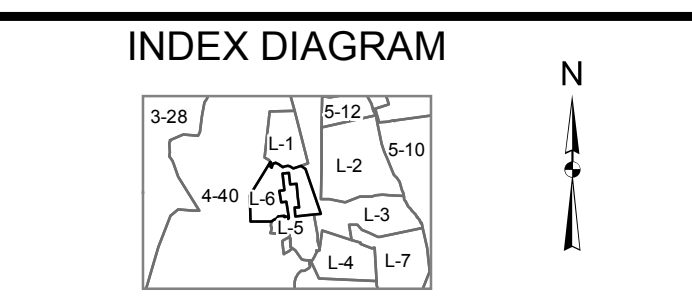 INDEX DIAGRAM
N
3-28
5-12
L-1
5-10
L-2
4-40
L-6
L-3
L-5
L-4
L-7